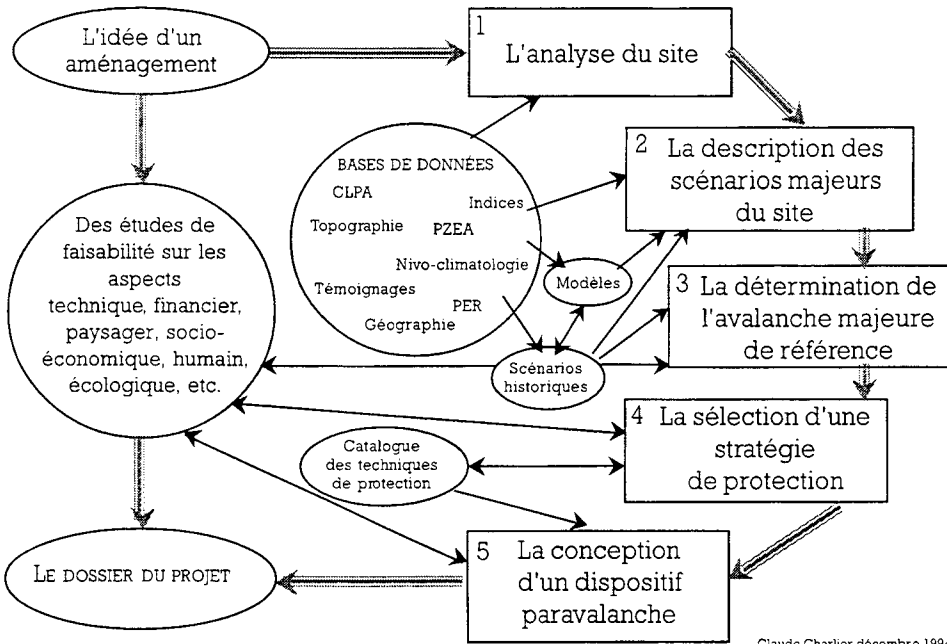 L'idée d'un
aménagement
1
L'analyse du site
2 La description des
scénarios majeurs
du site
BASES DE DONNÉES
CLPA
Indices
Topographie
PZEA
Nivo-climatologie
Témoignages
PER
Géographie
Modèles
Scénarios
historiques
3 La détermination de
l'avalanche majeure
de référence
Des études de
faisabilité sur les
aspects
technique, financier,
paysager, socio-
économique, humain,
écologique, etc.
4 La sélection d'une
stratégie
de protection
Catalogue
des techniques
de protection
5 La conception
d'un dispositif
paravalanche
LE DOSSIER DU PROJET
Claude Charlier décembre